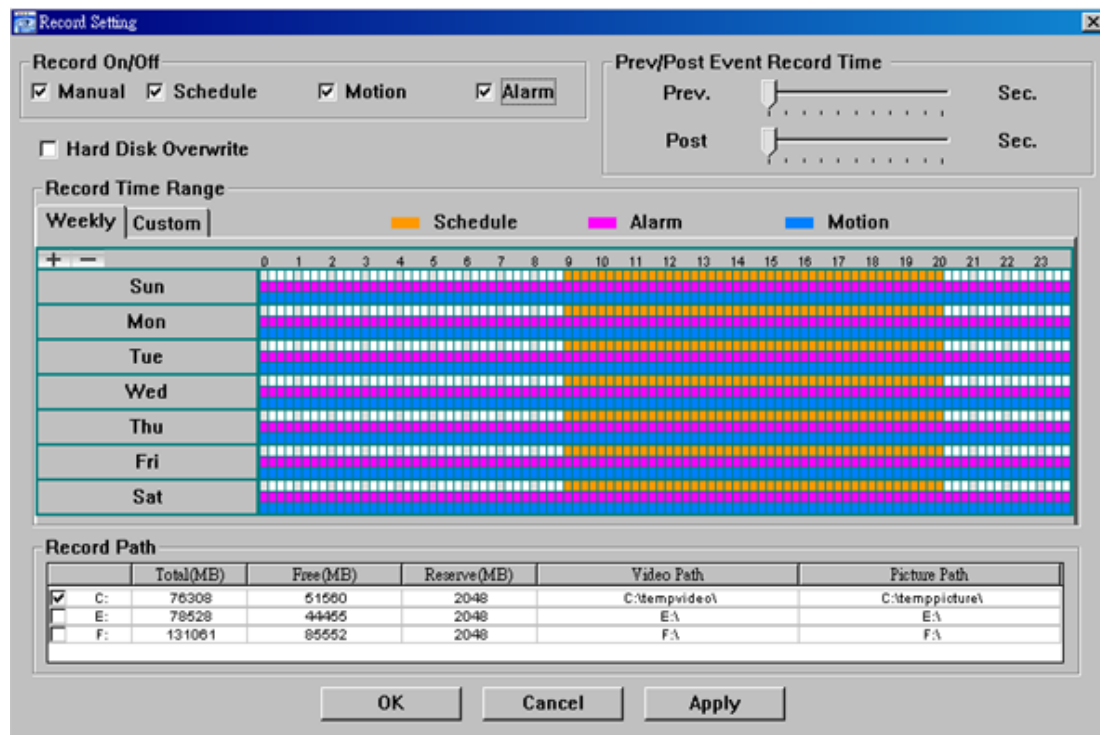 Record Setting
Record On/Off
Manual Schedule Motion Alarm
Prev/Post Event Record Time
Prev. Sec.
Post Sec.
Hard Disk Overwrite
Record Time Range
Weekly Custom Schedule Alarm Motion
+ − 0 1 2 3 4 5 6 7 8 9 10 11 12 13 14 15 16 17 18 19 20 21 22 23
Sun
Mon
Tue
Wed
Thu
Fri
Sat
Record Path
Total(MB) Free(MB) Reserve(MB) Video Path Picture Path
C: 76308 51560 2048 C:\tempvideo\ C:\temppicture\
E: 78528 44455 2048 E:\ E:\
F: 131061 85552 2048 F:\ F:\
OK Cancel Apply